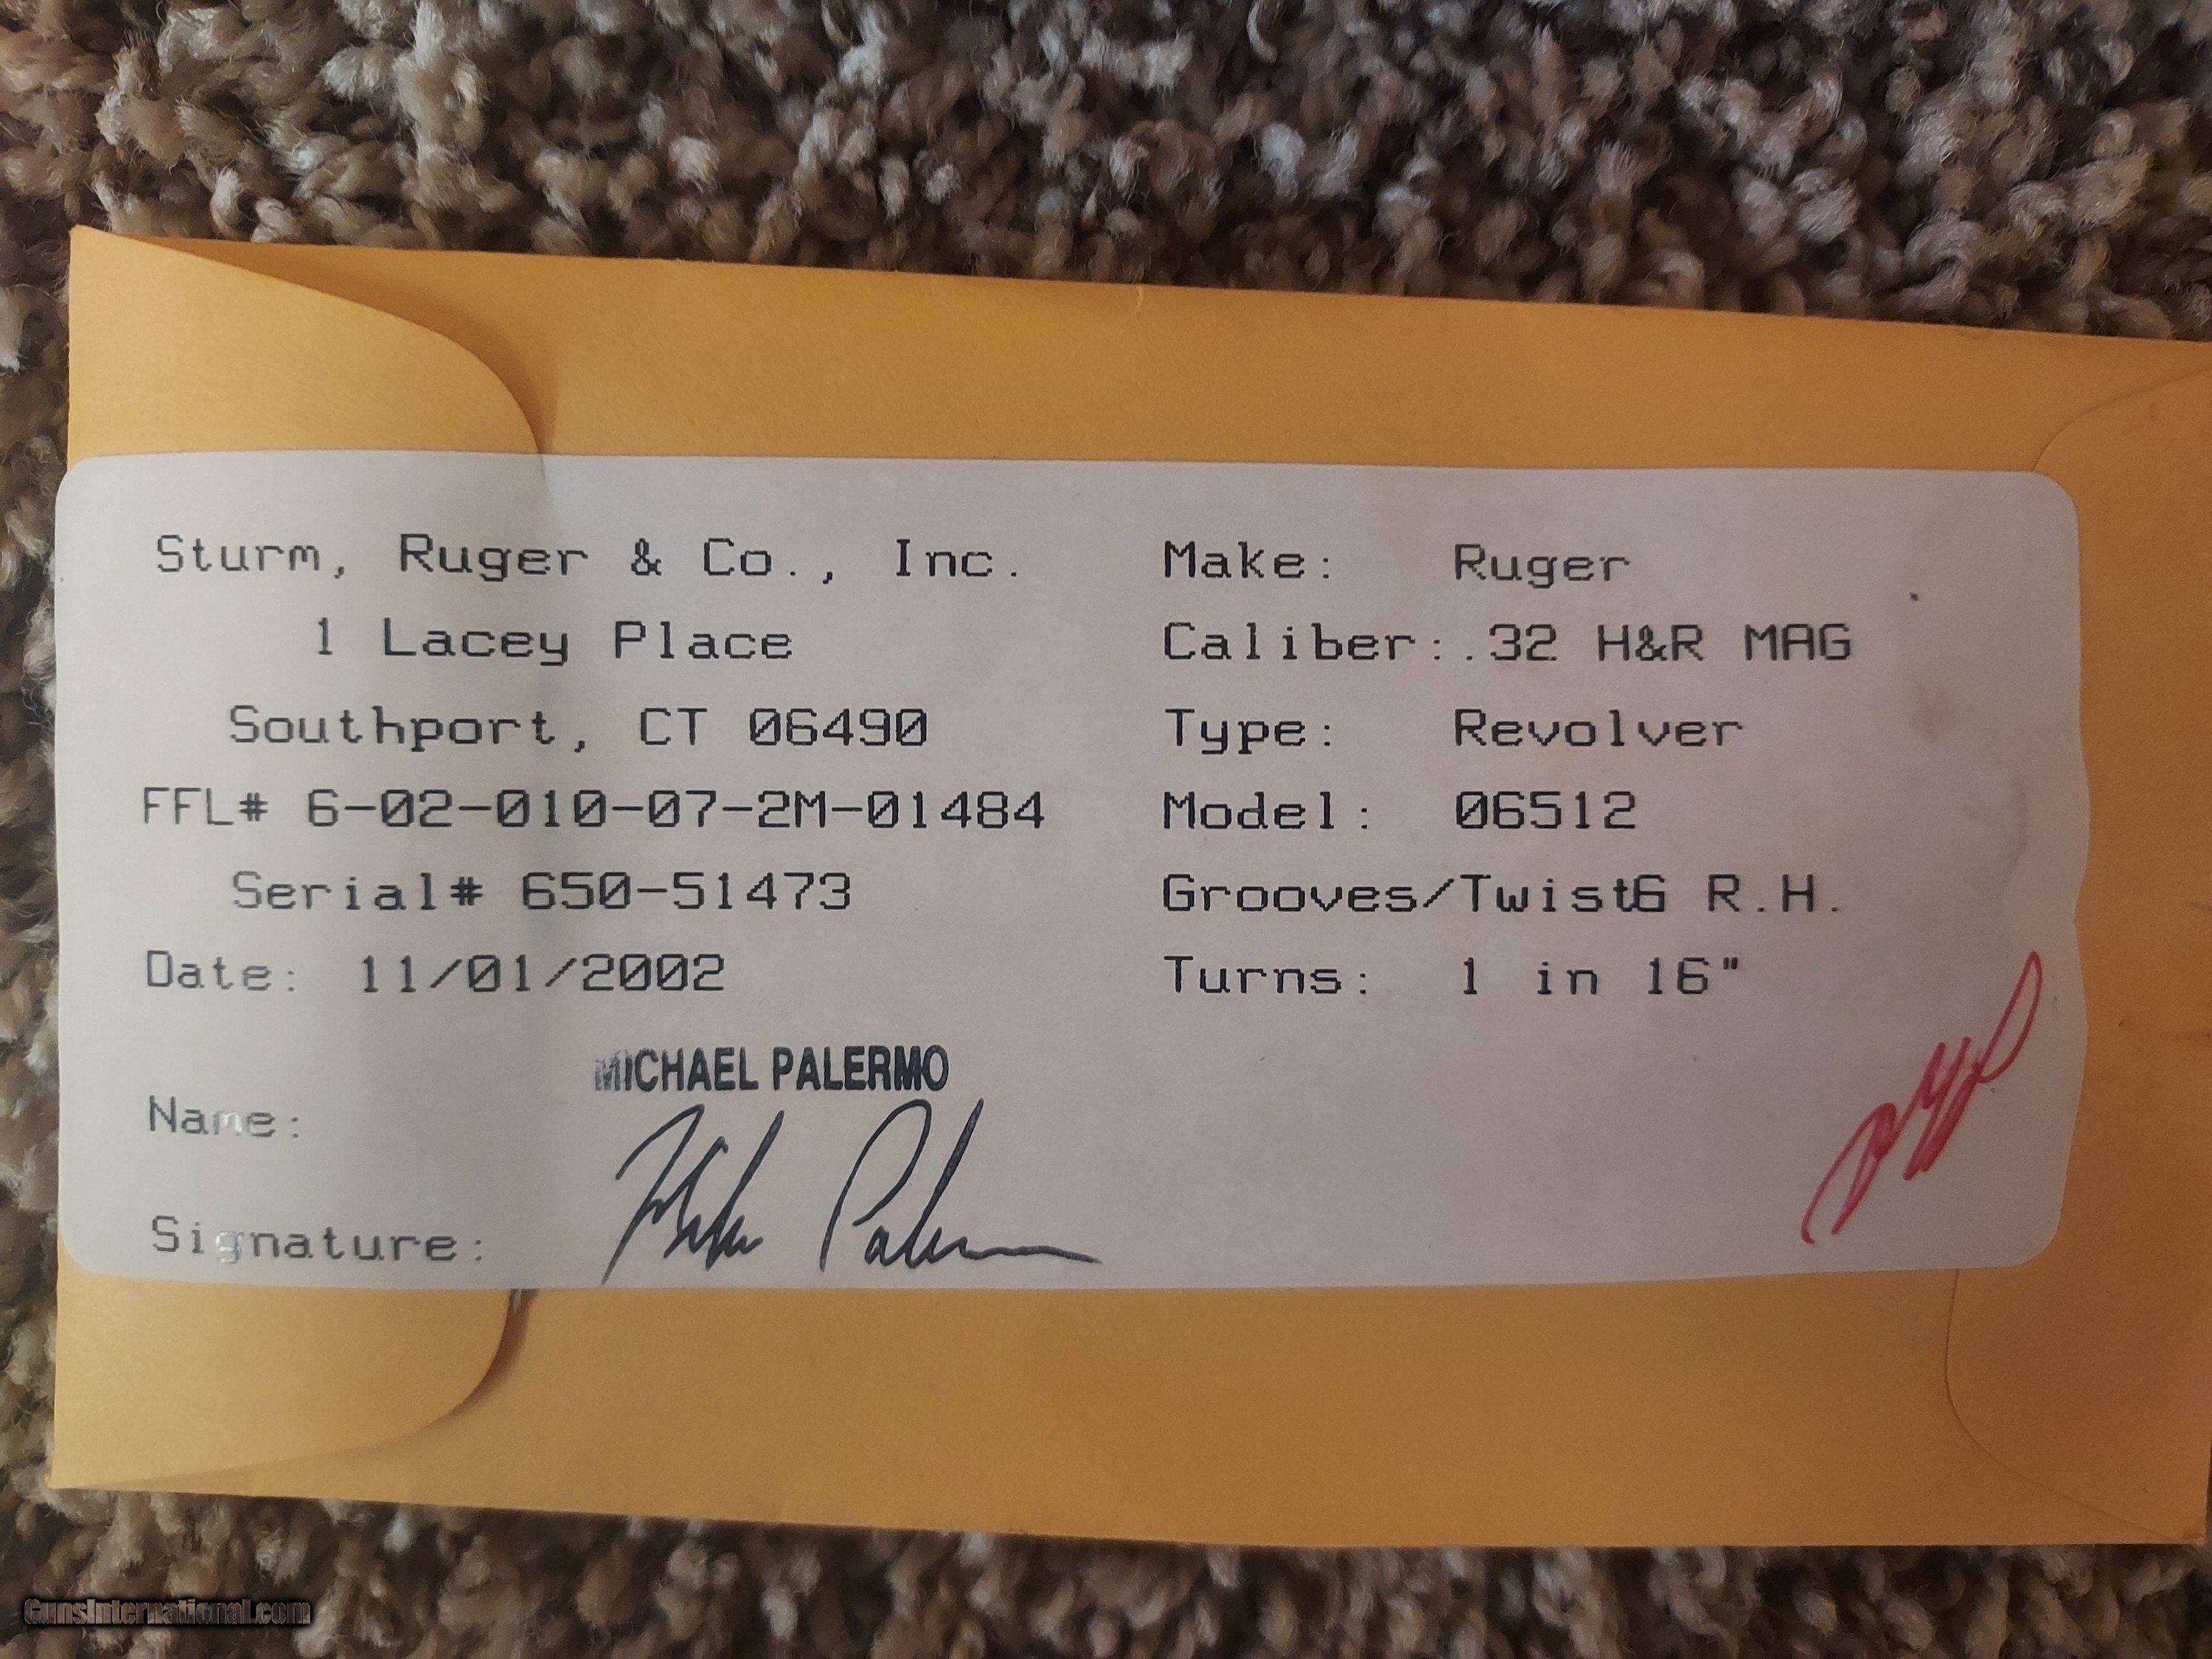 Sturm, Ruger & Co., Inc.
1 Lacey Place
Southport, CT 06490
FFL# 6-02-010-07-2M-01484
Serial# 650-51473
Date: 11/01/2002
Make: Ruger
Caliber:.32 H&R MAG
Type: Revolver
Model: 06512
Grooves/Twist6 R.H.
Turns: 1 in 16"
MICHAEL PALERMO
Name:
Signature:
GunsInternational.com